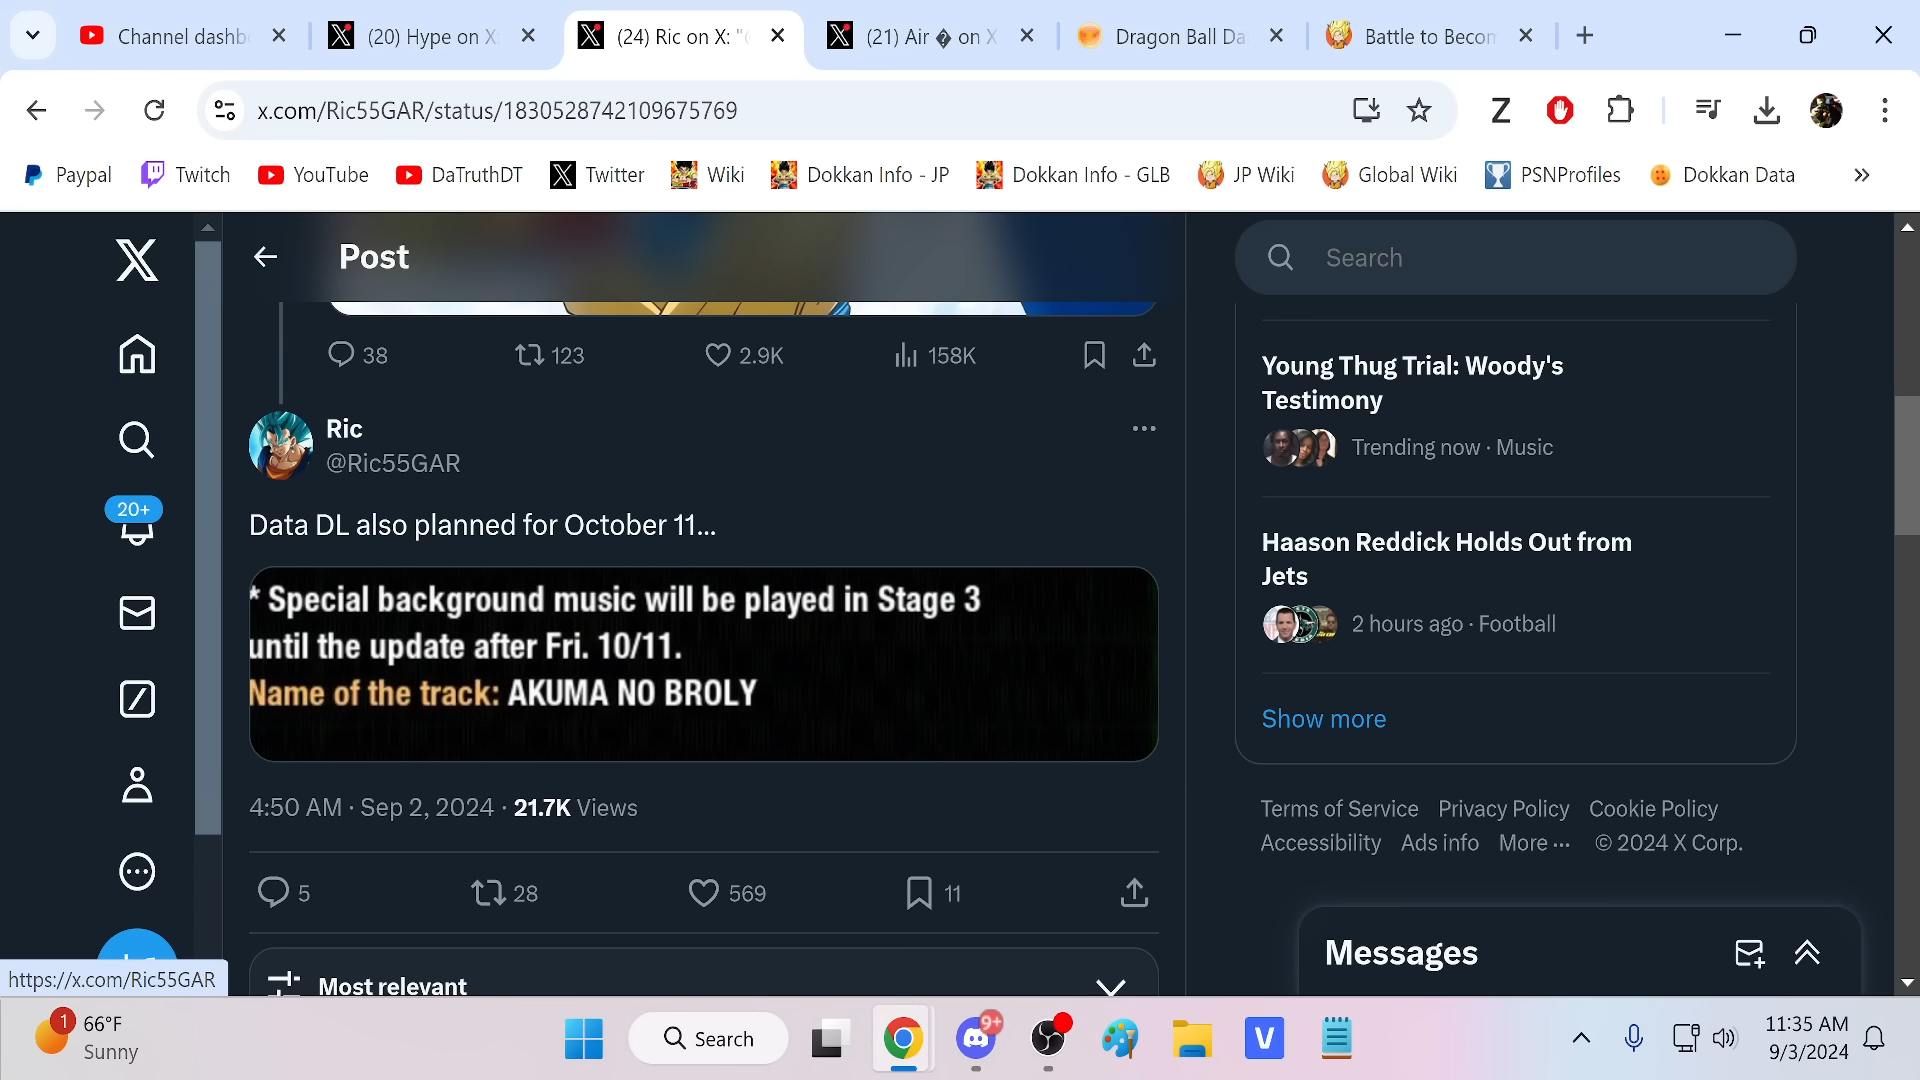 Channel dashb
(20) Hype on X:
(24) Ric on X: "
(21) Air � on X
Dragon Ball Da
Battle to Becom
x.com/Ric55GAR/status/1830528742109675769
Paypal
Twitch
YouTube
DaTruthDT
Twitter
Wiki
Dokkan Info - JP
Dokkan Info - GLB
JP Wiki
Global Wiki
PSNProfiles
Dokkan Data
Post
38
123
2.9K
158K
Ric
@Ric55GAR
Data DL also planned for October 11...
* Special background music will be played in Stage 3
until the update after Fri. 10/11.
Name of the track: AKUMA NO BROLY
4:50 AM · Sep 2, 2024 · 21.7K Views
5
28
569
11
Most relevant
20+
Search
Young Thug Trial: Woody's
Testimony
Trending now · Music
Haason Reddick Holds Out from
Jets
2 hours ago · Football
Show more
Terms of Service Privacy Policy Cookie Policy
Accessibility Ads info More ··· © 2024 X Corp.
Messages
https://x.com/Ric55GAR
1
66°F
Sunny
Search
9+
V
11:35 AM
9/3/2024